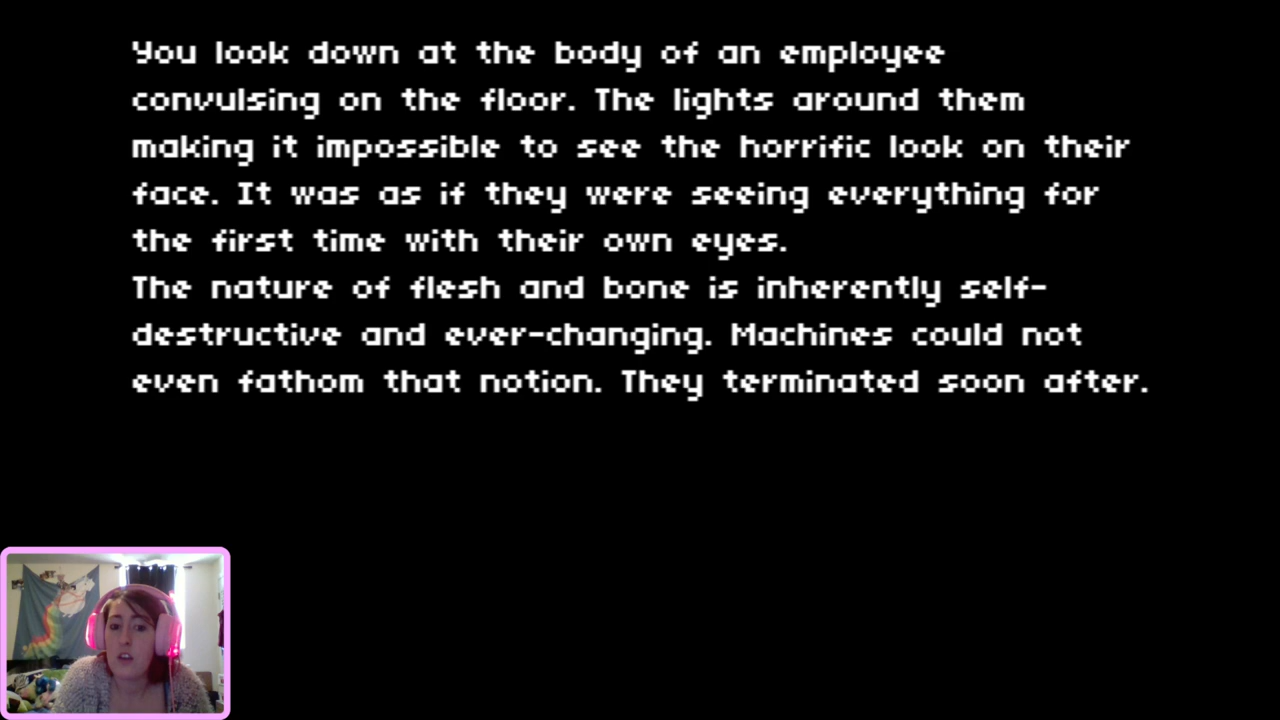 You look down at the body of an employee
convulsing on the floor. The lights around them
making it impossible to see the horrific look on their
face. It was as if they were seeing everything for
the first time with their own eyes.
The nature of flesh and bone is inherently self-
destructive and ever-changing. Machines could not
even fathom that notion. They terminated soon after.